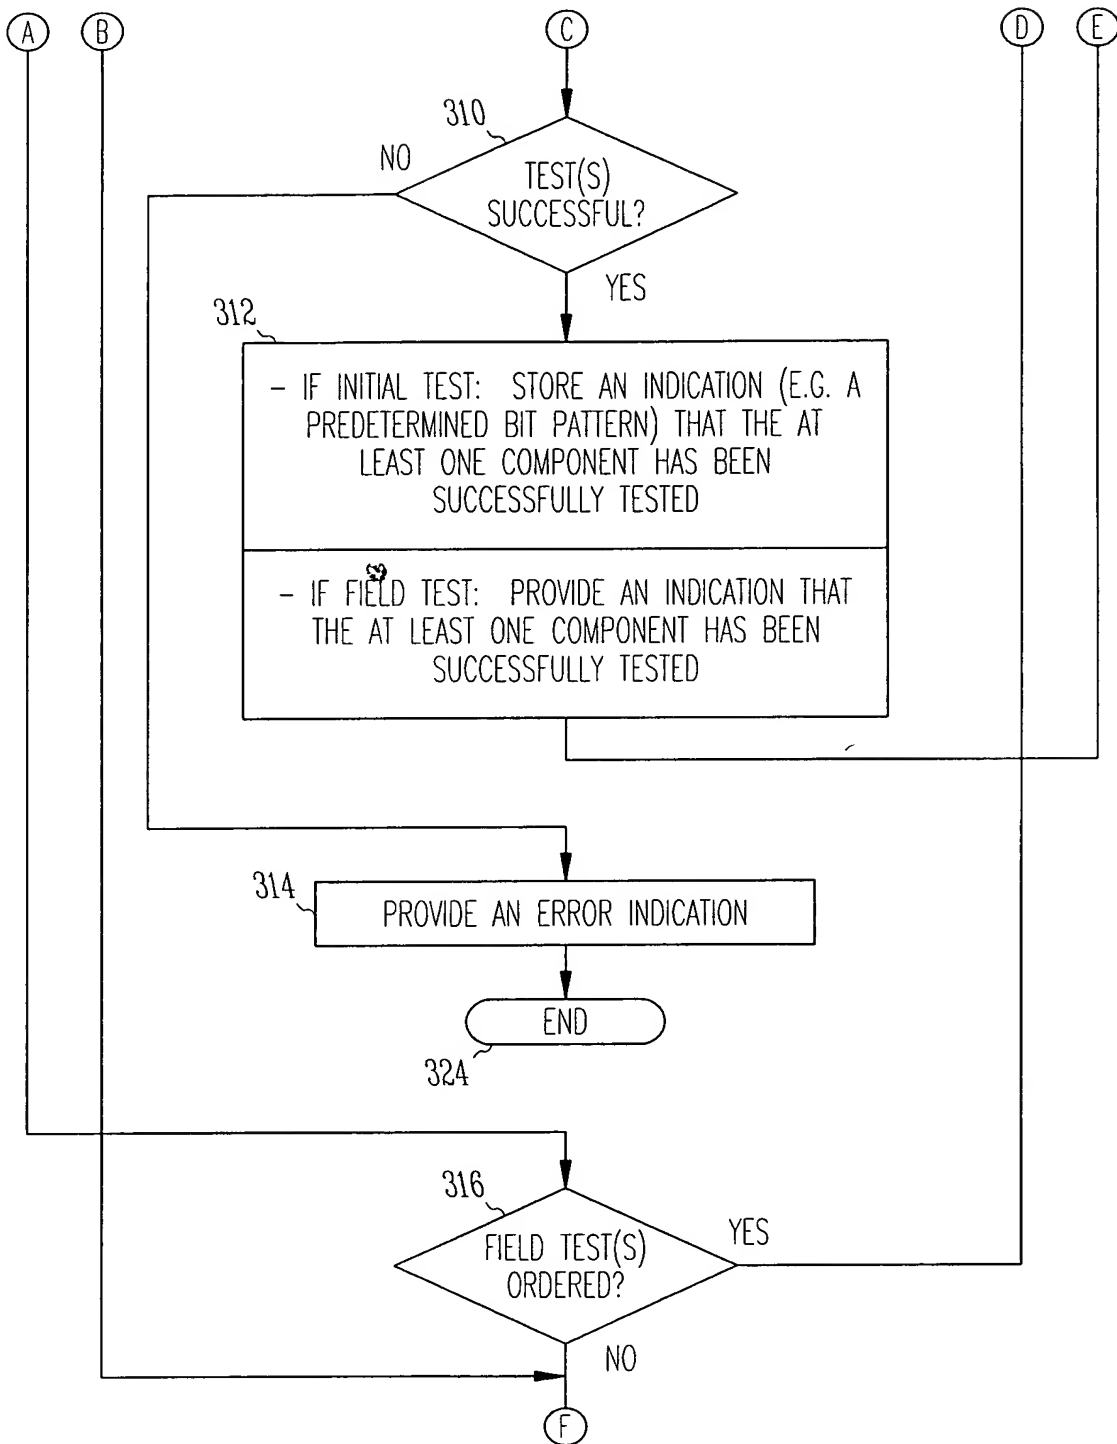 A
B
C
D
E
310
NO
TEST(S)
SUCCESSFUL?
YES
312
- IF INITIAL TEST: STORE AN INDICATION (E.G. A
PREDETERMINED BIT PATTERN) THAT THE AT
LEAST ONE COMPONENT HAS BEEN
SUCCESSFULLY TESTED
- IF FIELD TEST: PROVIDE AN INDICATION THAT
THE AT LEAST ONE COMPONENT HAS BEEN
SUCCESSFULLY TESTED
314
PROVIDE AN ERROR INDICATION
END
324
316
FIELD TEST(S)
ORDERED?
YES
NO
F